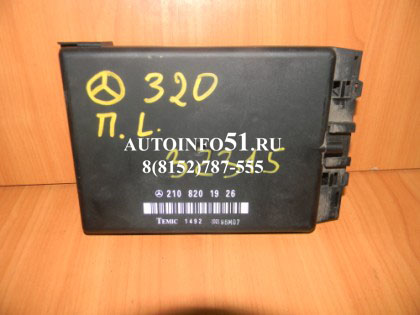 320
П.L.
AUTOINFO51.RU
8(8152)787-555
210 820 19 26
TEMIC 1492